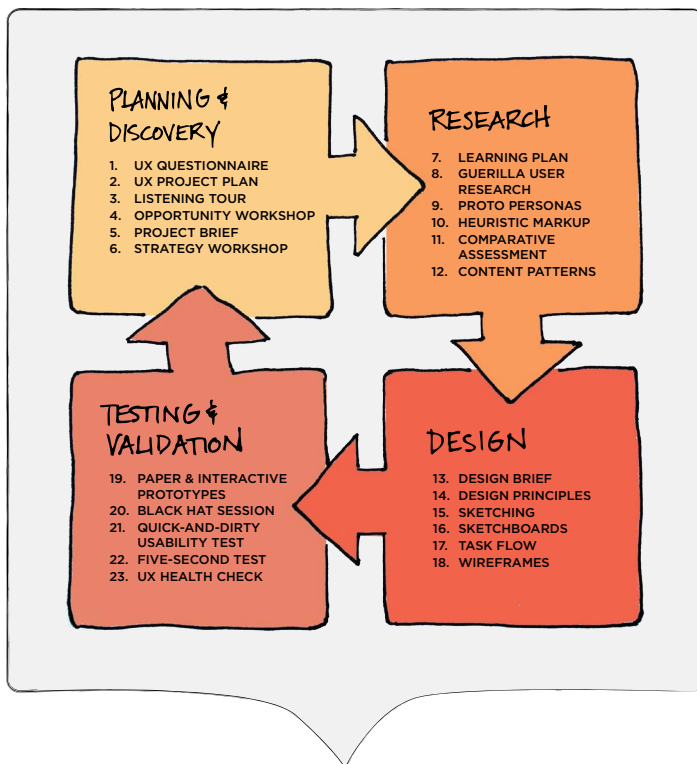 PLANNING &
DISCOVERY
1. UX QUESTIONNAIRE
2. UX PROJECT PLAN
3. LISTENING TOUR
4. OPPORTUNITY WORKSHOP
5. PROJECT BRIEF
6. STRATEGY WORKSHOP
RESEARCH
7. LEARNING PLAN
8. GUERILLA USER
RESEARCH
9. PROTO PERSONAS
10. HEURISTIC MARKUP
11. COMPARATIVE
ASSESSMENT
12. CONTENT PATTERNS
DESIGN
13. DESIGN BRIEF
14. DESIGN PRINCIPLES
15. SKETCHING
16. SKETCHBOARDS
17. TASK FLOW
18. WIREFRAMES
TESTING &
VALIDATION
19. PAPER & INTERACTIVE
PROTOTYPES
20. BLACK HAT SESSION
21. QUICK-AND-DIRTY
USABILITY TEST
22. FIVE-SECOND TEST
23. UX HEALTH CHECK